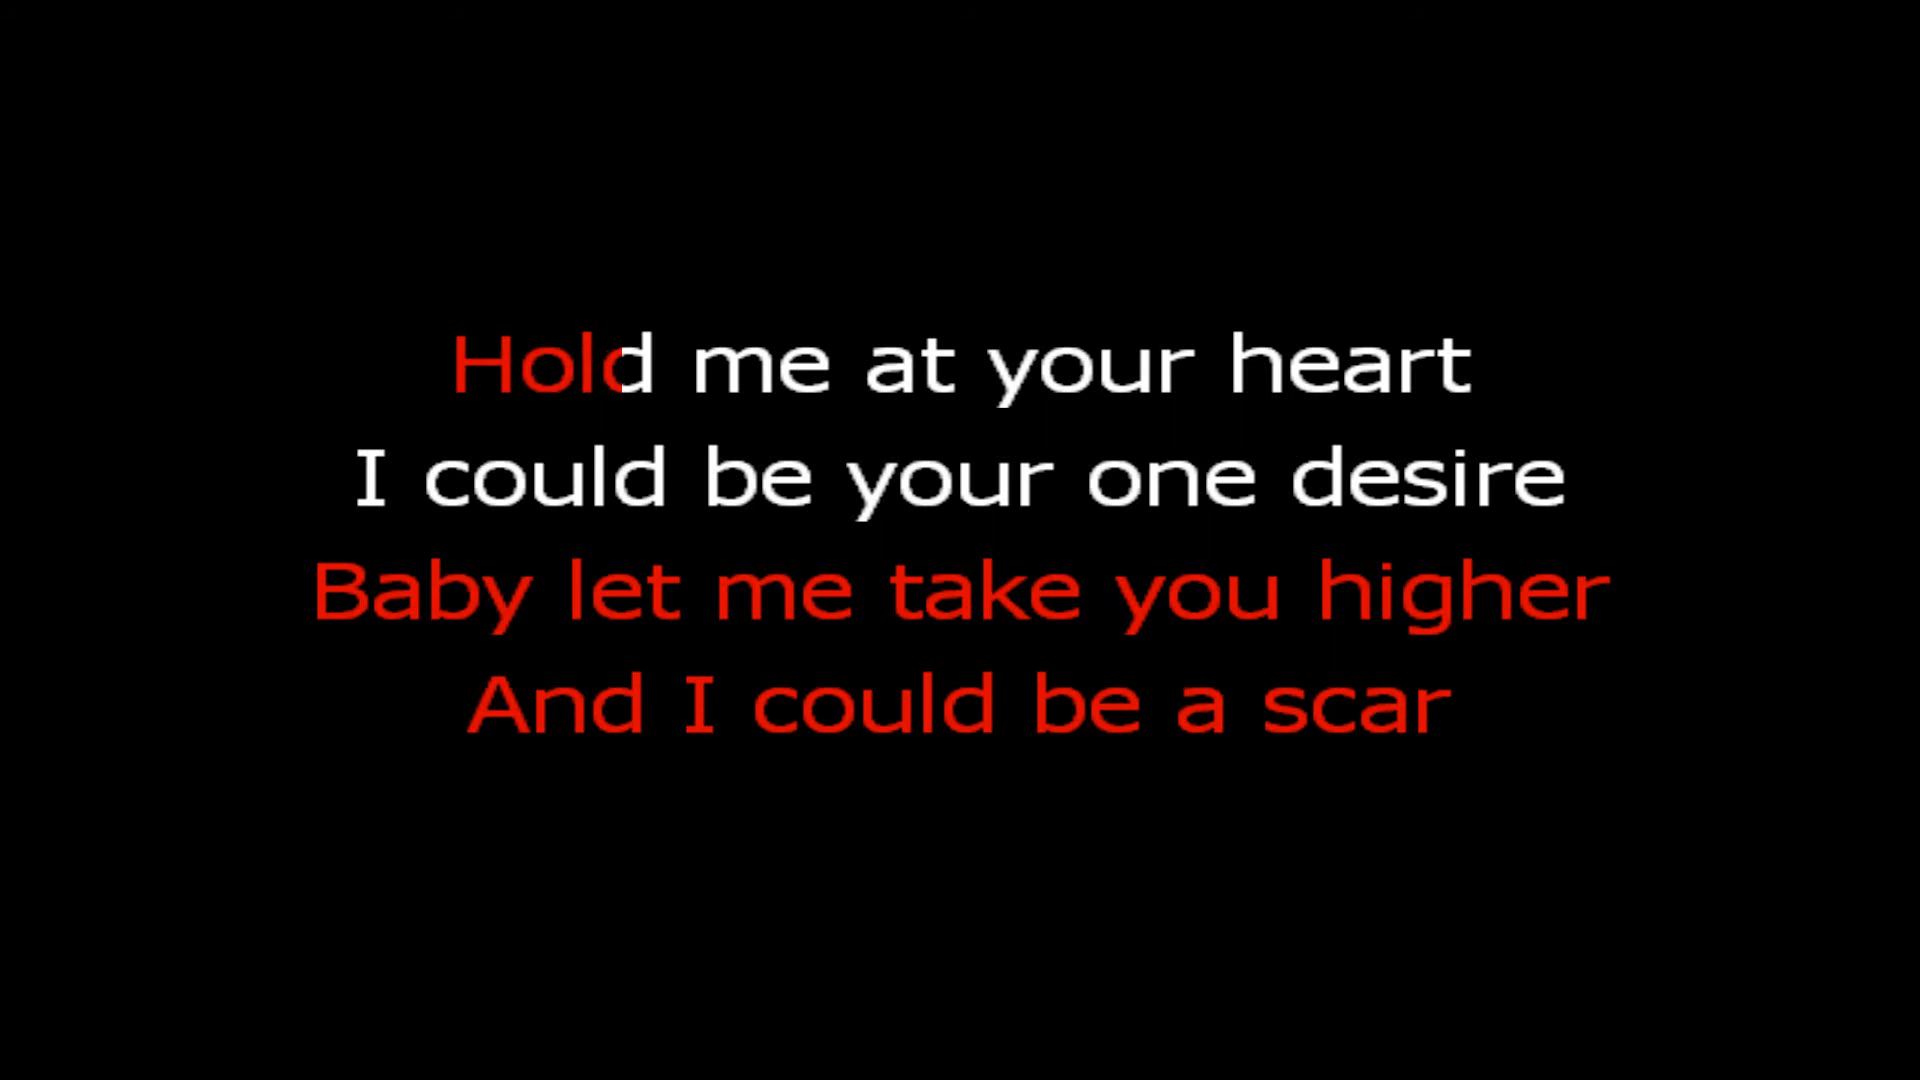 Hold me at your heart
I could be your one desire
Baby let me take you higher
And I could be a scar